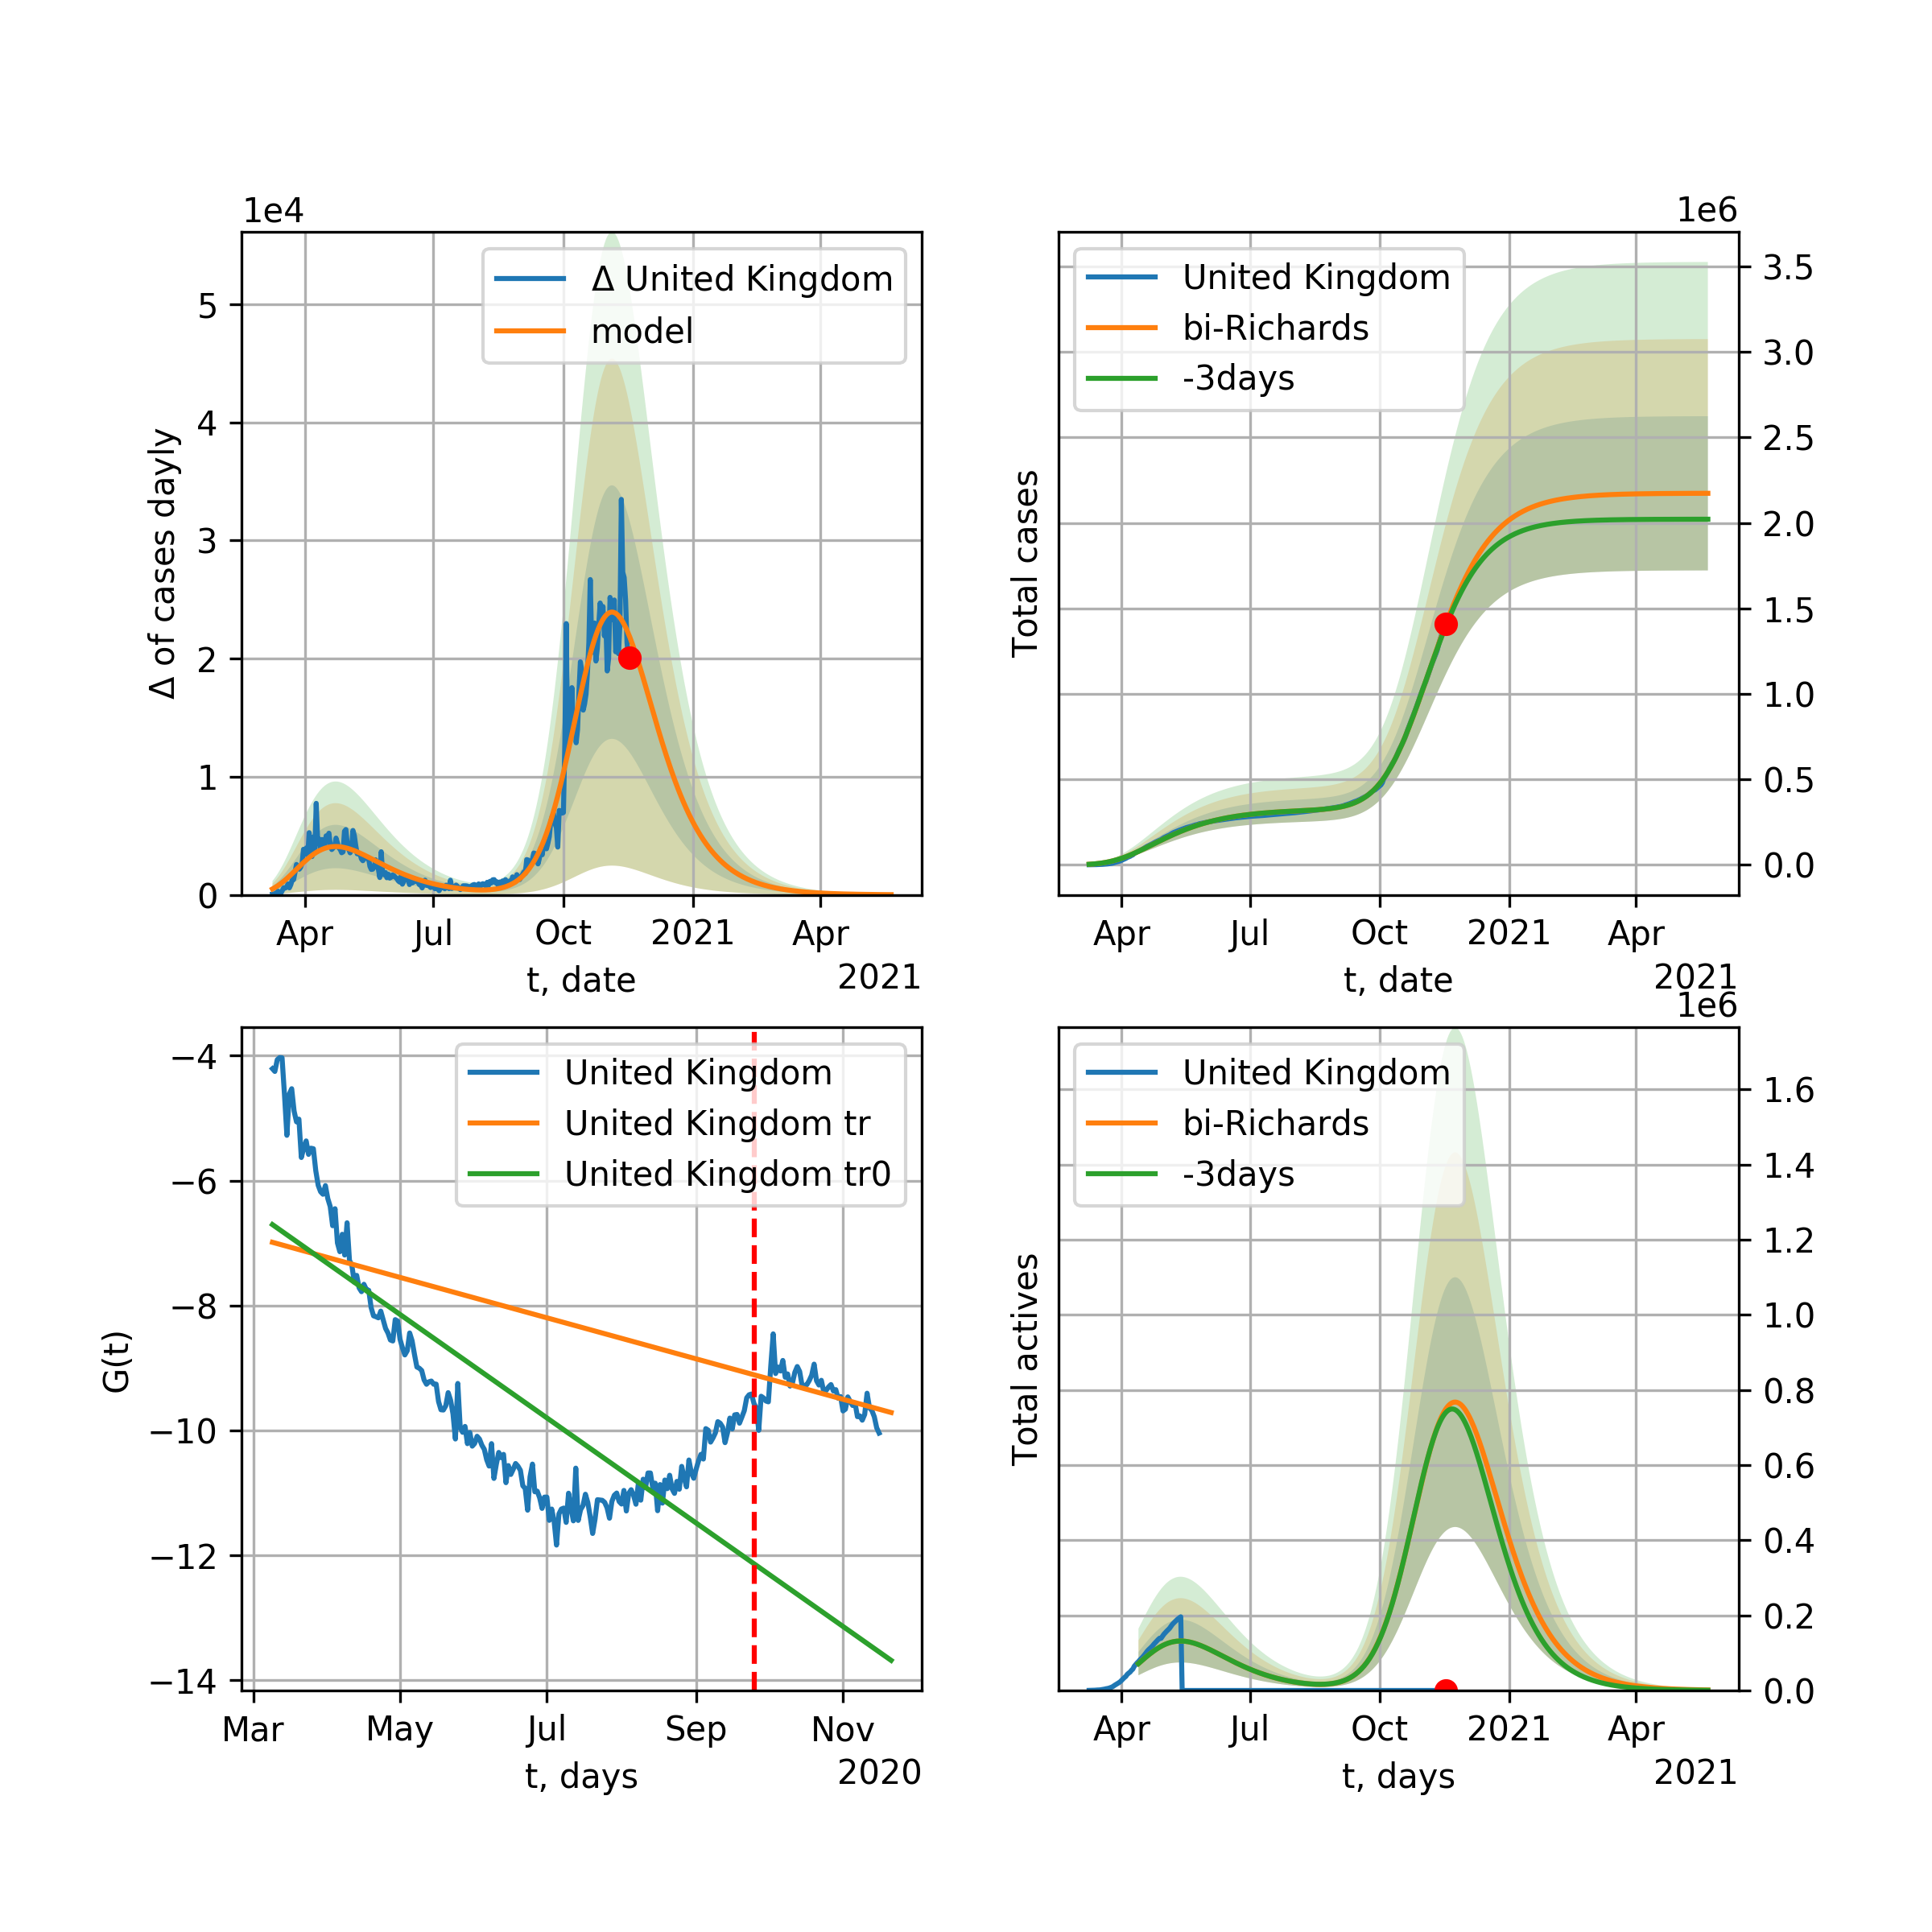 1e4
Δ of cases dayly
5
4
3
2
1
0
Δ United Kingdom
model
Apr
Jul
Oct
2021
Apr
t, date
2021
1e6
Total cases
United Kingdom
bi-Richards
-3days
3.5
3.0
2.5
2.0
1.5
1.0
0.5
0.0
Apr
Jul
Oct
2021
Apr
t, date
2021
G(t)
−4
−6
−8
−10
−12
−14
United Kingdom
United Kingdom tr
United Kingdom tr0
Mar
May
Jul
Sep
Nov
t, days
2020
1e6
Total actives
United Kingdom
bi-Richards
-3days
1.6
1.4
1.2
1.0
0.8
0.6
0.4
0.2
0.0
Apr
Jul
Oct
2021
Apr
t, days
2021